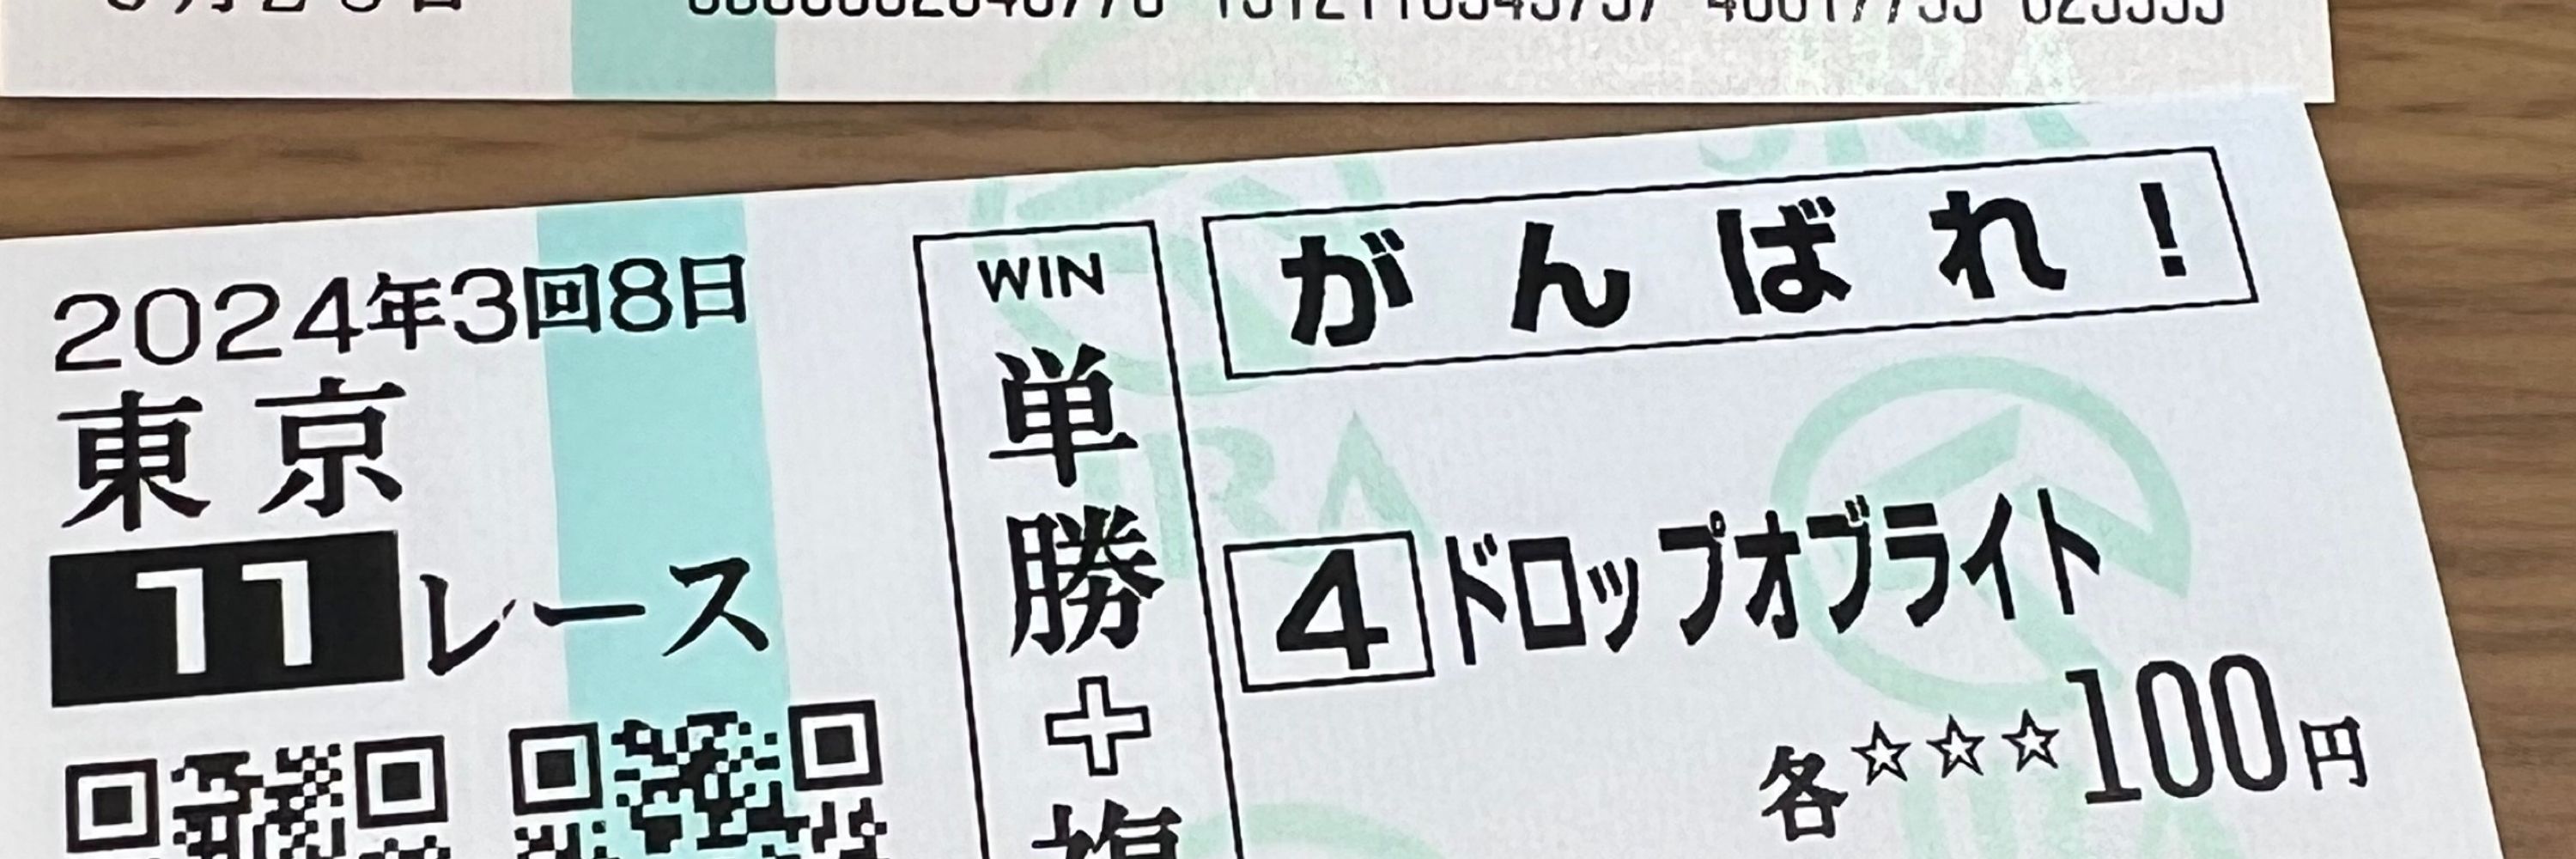 2024年3回8日
東京
11レース
WIN
単勝+複
がんばれ!
4 ドロップオブライト
各☆☆☆100円
JRA